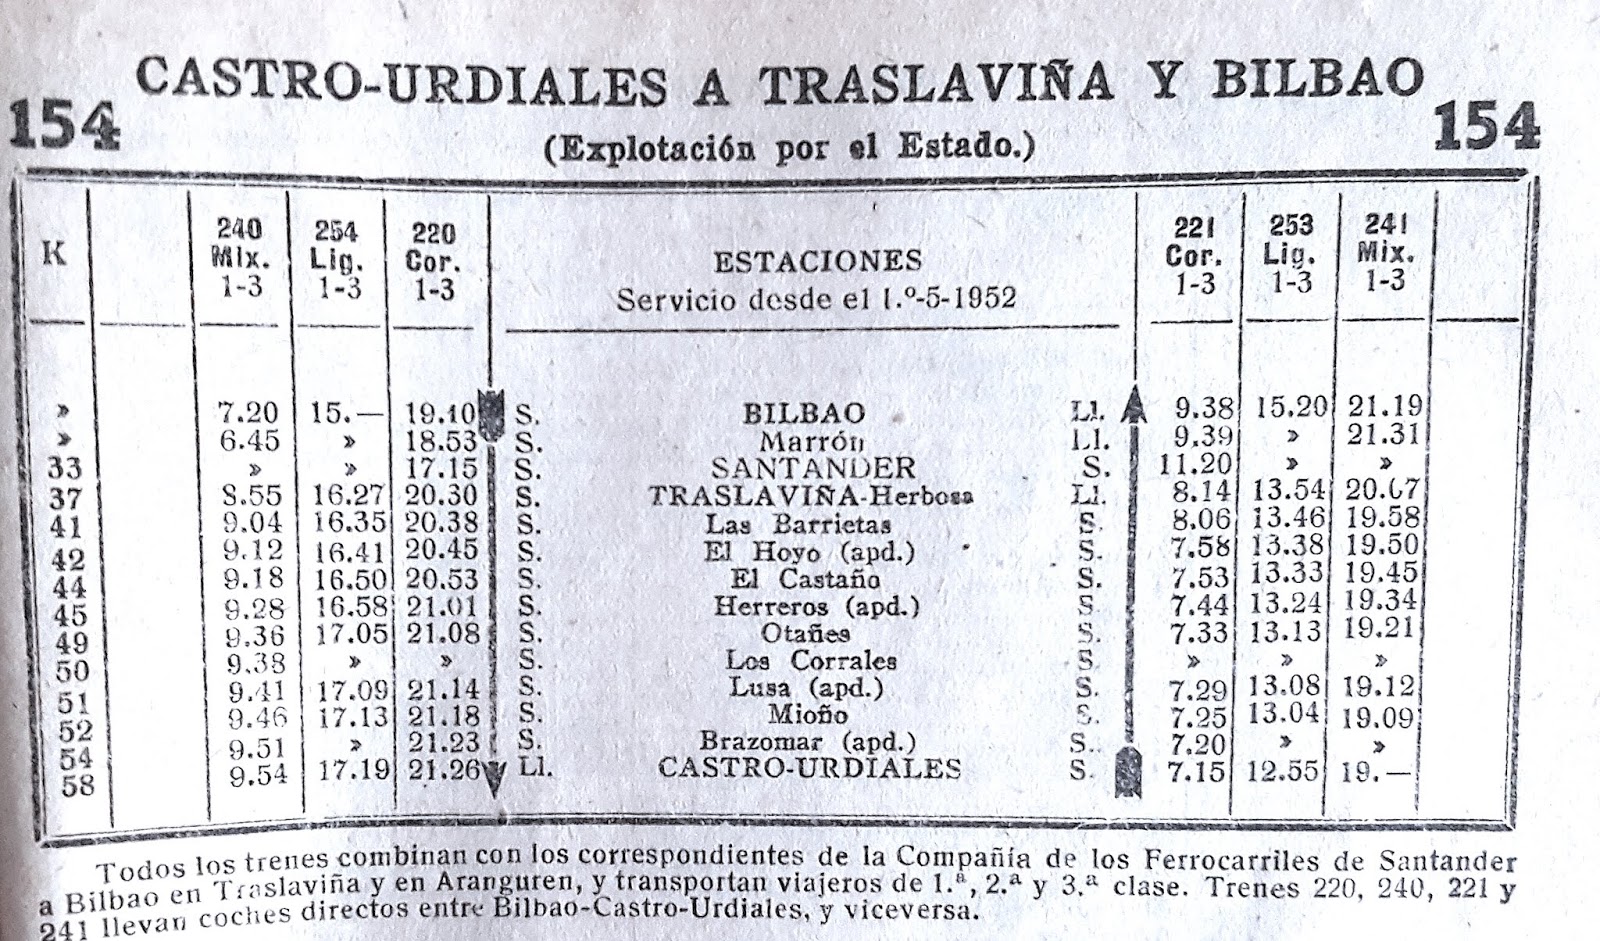 CASTRO-URDIALES A TRASLAVIÑA Y BILBAO
154 (Explotación por el Estado.) 154
K 240 254 220 ESTACIONES 221 253 241
Mix. Lig. Cor. Servicio desde el 1.º-5-1952 Cor. Lig. Mix.
1-3 1-3 1-3 1-3 1-3 1-3
» 7.20 15.— 19.10 S. BILBAO Ll. 9.38 15.20 21.19
» 6.45 » 18.53 S. Marrón Ll. 9.39 » 21.31
33 » » 17.15 S. SANTANDER S. 11.20 » »
37 8.55 16.27 20.30 S. TRASLAVIÑA-Herbosa Ll. 8.14 13.54 20.07
41 9.04 16.35 20.38 S. Las Barrietas S. 8.06 13.46 19.58
42 9.12 16.41 20.45 S. El Hoyo (apd.) S. 7.58 13.38 19.50
44 9.18 16.50 20.53 S. El Castaño S. 7.53 13.33 19.45
45 9.28 16.58 21.01 S. Herreros (apd.) S. 7.44 13.24 19.34
49 9.36 17.05 21.08 S. Otañes S. 7.33 13.13 19.21
50 9.38 » » S. Los Corrales S. » » »
51 9.41 17.09 21.14 S. Lusa (apd.) S. 7.29 13.08 19.12
52 9.46 17.13 21.18 S. Mioño S. 7.25 13.04 19.09
54 9.51 » 21.23 S. Brazomar (apd.) S. 7.20 » »
58 9.54 17.19 21.26 Ll. CASTRO-URDIALES S. 7.15 12.55 19.—
Todos los trenes combinan con los correspondientes de la Compañía de los Ferrocarriles de Santander
a Bilbao en Traslaviña y en Aranguren, y transportan viajeros de 1.ª, 2.ª y 3.ª clase. Trenes 220, 240, 221 y
241 llevan coches directos entre Bilbao-Castro-Urdiales, y viceversa.